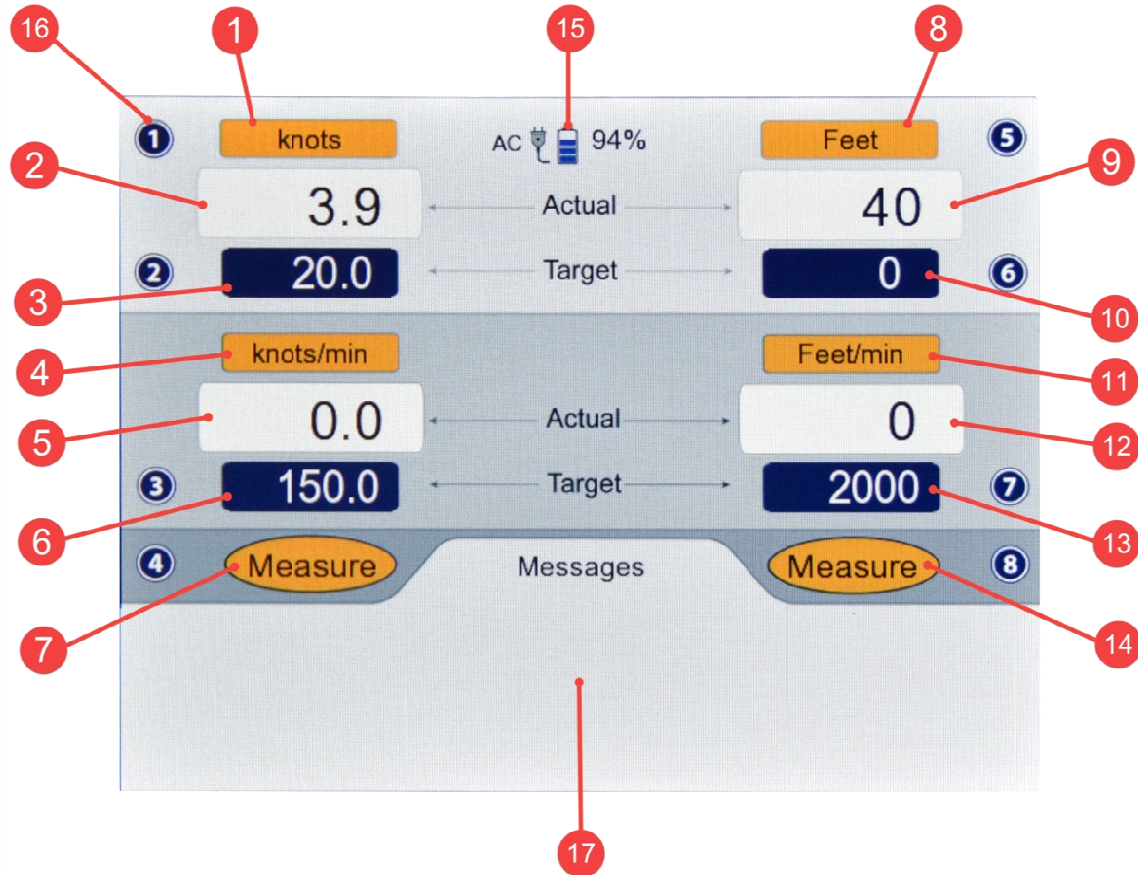 16 1 15 8
1 knots AC 94% Feet 5
2 3.9 Actual 40 9
2 20.0 Target 0 6
3 10
knots/min Feet/min
4 11
5 0.0 Actual 0 12
3 150.0 Target 2000 7
6 13
4 Measure Messages Measure 8
7 14
17